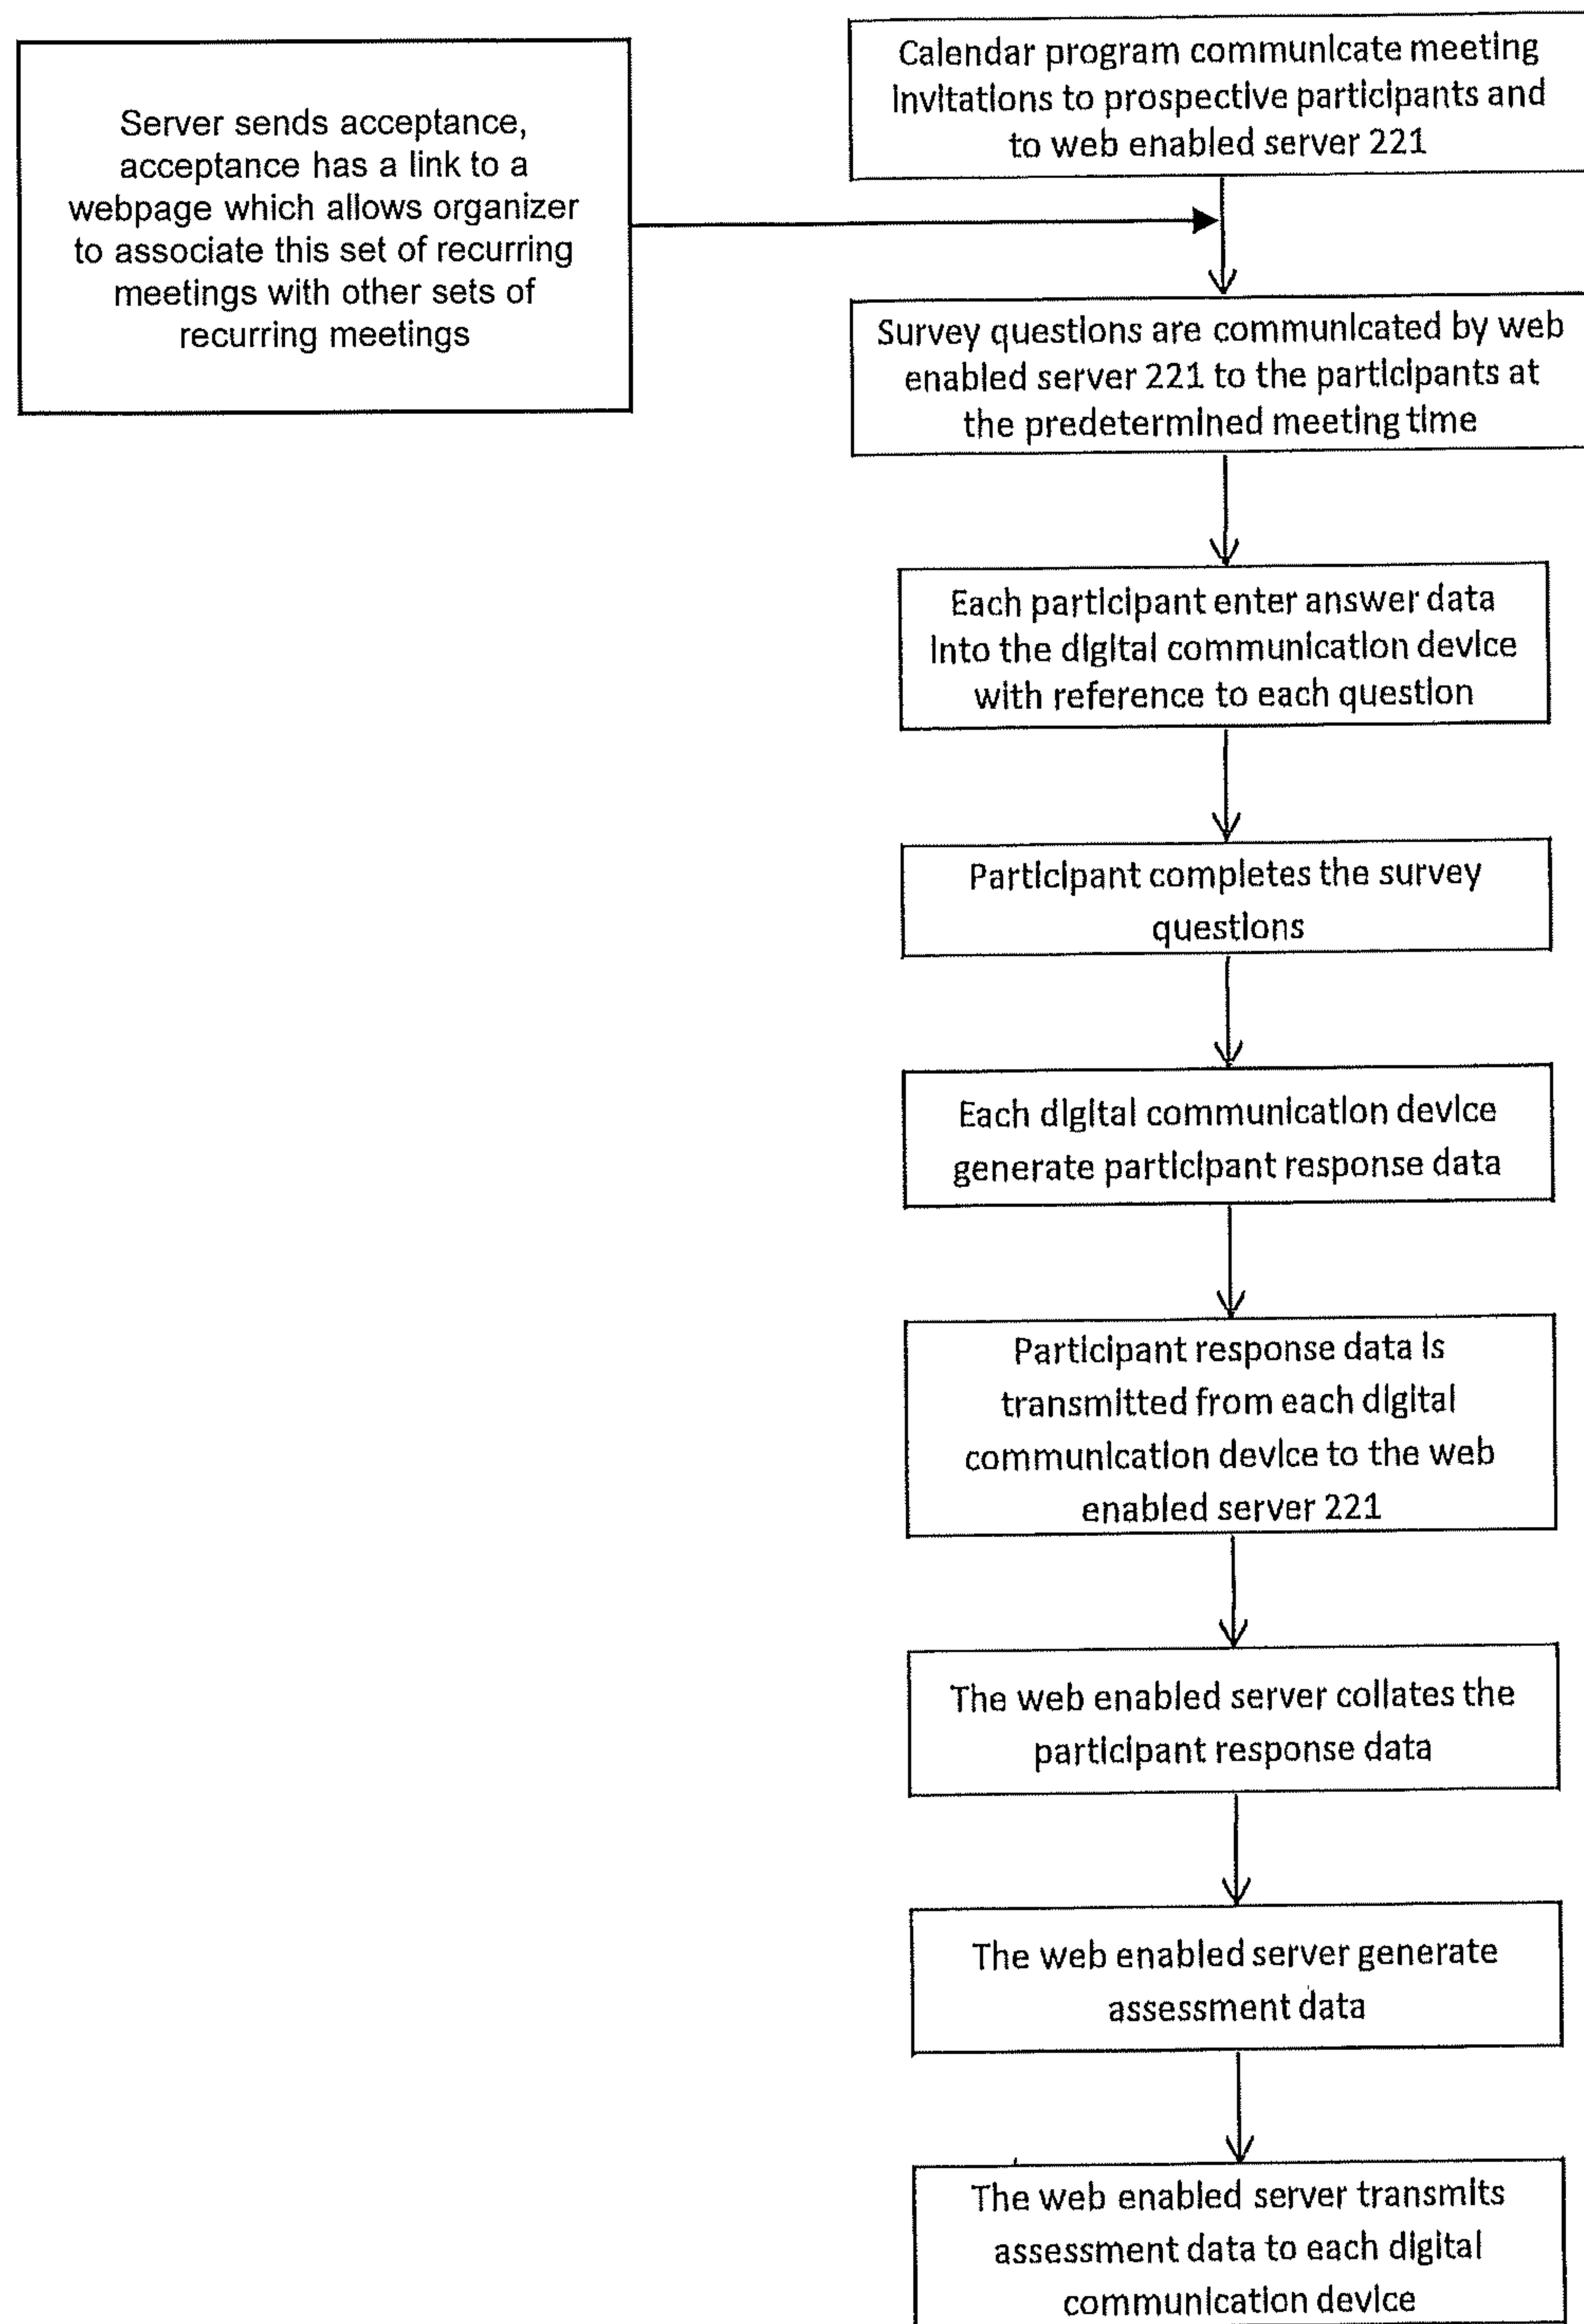 Server sends acceptance,
acceptance has a link to a
webpage which allows organizer
to associate this set of recurring
meetings with other sets of
recurring meetings
Calendar program communicate meeting
invitations to prospective participants and
to web enabled server 221
Survey questions are communicated by web
enabled server 221 to the participants at
the predetermined meeting time
Each participant enter answer data
into the digital communication device
with reference to each question
Participant completes the survey
questions
Each digital communication device
generate participant response data
Participant response data is
transmitted from each digital
communication device to the web
enabled server 221
The web enabled server collates the
participant response data
The web enabled server generate
assessment data
The web enabled server transmits
assessment data to each digital
communication device